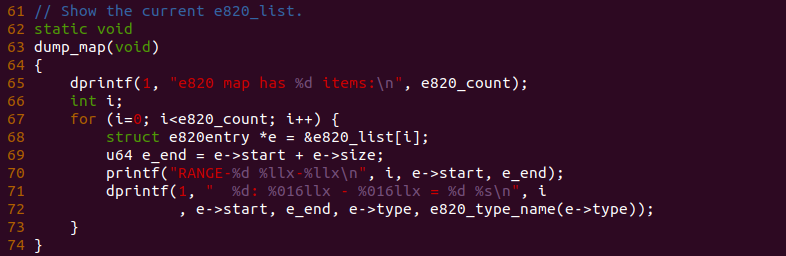 61 // Show the current e820_list.
62 static void
63 dump_map(void)
64 {
65     dprintf(1, "e820 map has %d items:\n", e820_count);
66     int i;
67     for (i=0; i<e820_count; i++) {
68         struct e820entry *e = &e820_list[i];
69         u64 e_end = e->start + e->size;
70         printf("RANGE-%d %llx-%llx\n", i, e->start, e_end);
71         dprintf(1, "  %d: %016llx - %016llx = %d %s\n", i
72                 , e->start, e_end, e->type, e820_type_name(e->type));
73     }
74 }